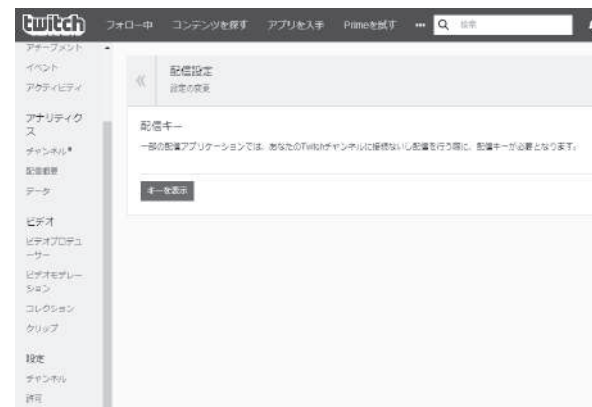 twitch フォロー中 コンテンツを探す アプリを入手 Primeを試す ••• 検索
アチーブメント
イベント
アクティビティ
アナリティク
ス
チャンネル
配信概要
データ
ビデオ
ビデオプロデュ
ーサー
ビデオモデレー
ション
コレクション
クリップ
設定
チャンネル
許可
配信設定
設定の変更
配信キー
一部の配信アプリケーションでは、あなたのTwitchチャンネルに接続ないし配信を行う際に、配信キーが必要となります。
キーを表示